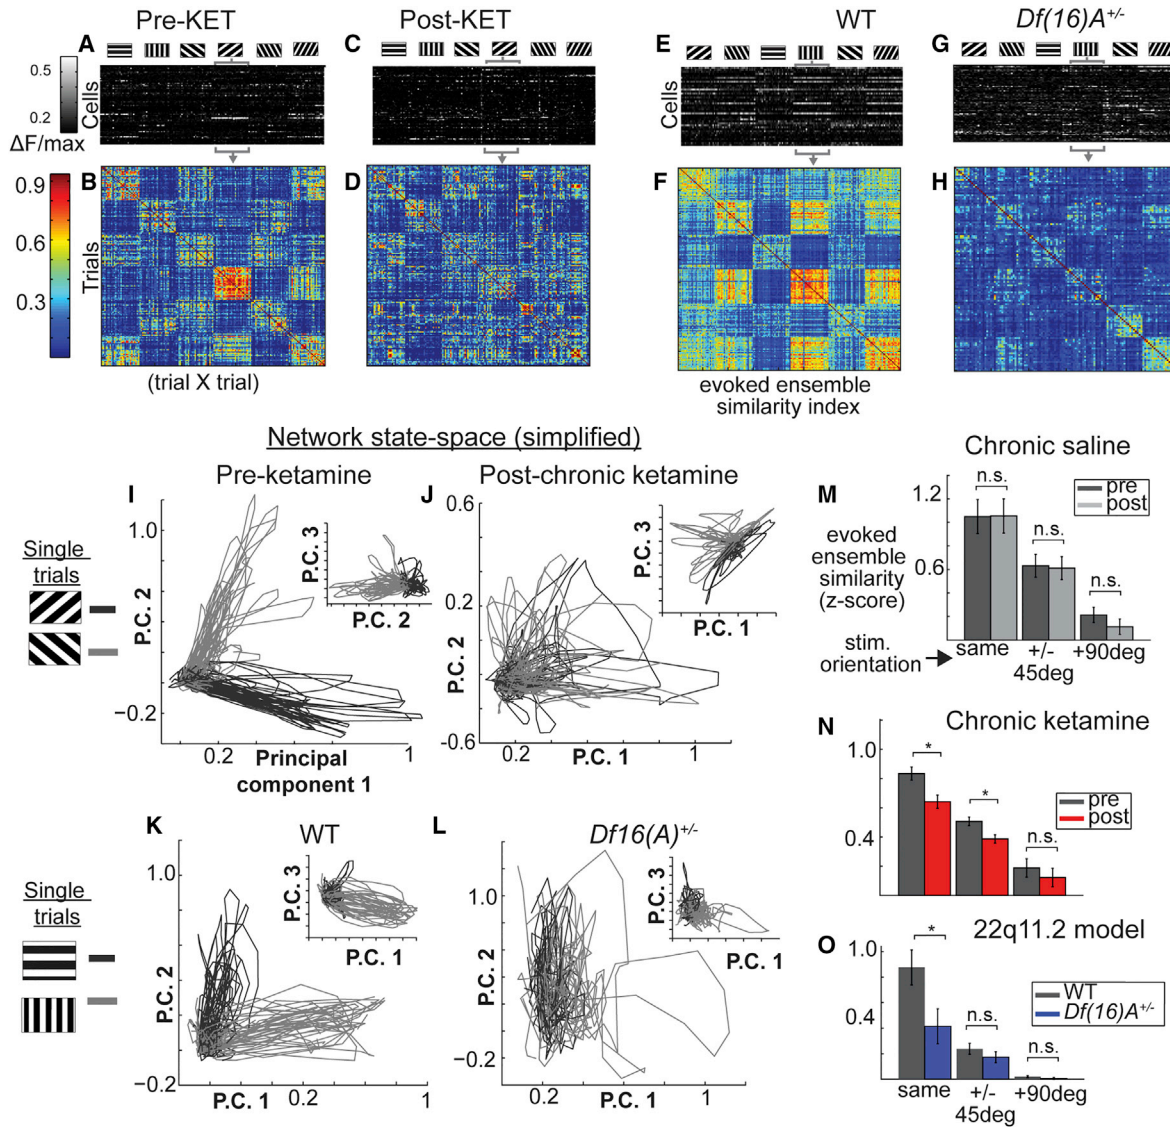 Pre-KET
Post-KET
WT
Df(16)A+/-
A
C
E
G
0.5
0.2
ΔF/max
Cells
Cells
B
D
F
H
0.9
0.6
0.3
Trials
(trial X trial)
evoked ensemble
similarity index
Network state-space (simplified)
Pre-ketamine
Post-chronic ketamine
I
J
Single
trials
1.0
P.C. 2
−0.2
0.2
1
Principal
component 1
P.C. 3
P.C. 2
0.6
0.2
P.C. 2
-0.6
0.2
P.C. 1
1
P.C. 3
P.C. 1
Chronic saline
M
1.2
0.6
n.s.
n.s.
n.s.
pre
post
evoked
ensemble
similarity
(z-score)
stim.
orientation
same
+/-
45deg
+90deg
N
Chronic ketamine
1.0
0.4
*
*
n.s.
pre
post
K
WT
L
Df16(A)+/-
Single
trials
1.0
P.C. 2
−0.2
P.C. 1
0.2
1
P.C. 3
P.C. 1
1.0
P.C. 2
−0.2
0.2
P.C. 1
1
P.C. 3
P.C. 1
O
22q11.2 model
0.4
*
n.s.
n.s.
WT
Df(16)A+/-
same
+/-
45deg
+90deg